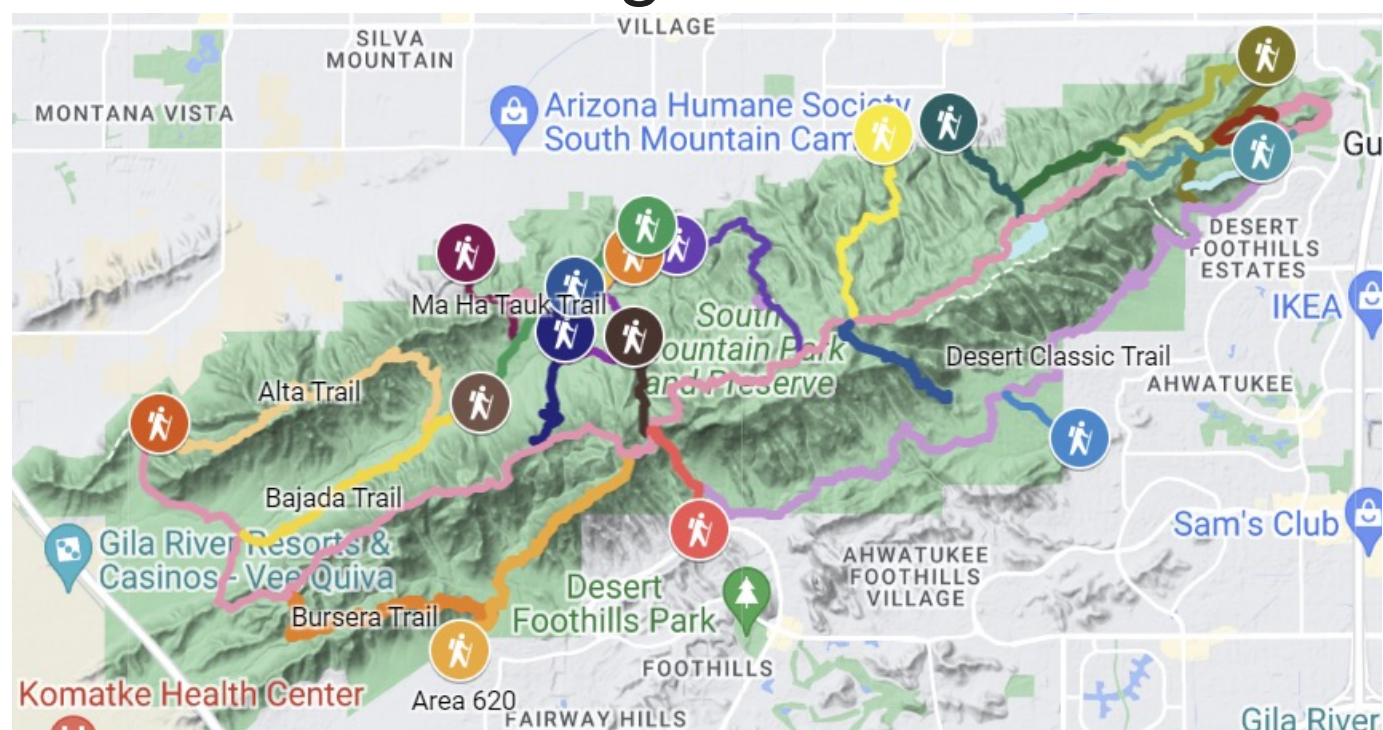 VILLAGE
SILVA
MOUNTAIN
MONTANA VISTA
Arizona Humane Society
South Mountain Cam
Gu
DESERT
FOOTHILLS
ESTATES
IKEA
Ma Ha Tauk Trail
South
ountain Park
and Preserve
Desert Classic Trail
AHWATUKEE
Alta Trail
Bajada Trail
Gila River Resorts &
Casinos - Vee Quiva
Sam's Club
AHWATUKEE
FOOTHILLS
VILLAGE
Desert
Foothills Park
Bursera Trail
FOOTHILLS
Komatke Health Center
Area 620
FAIRWAY HILLS
Gila River